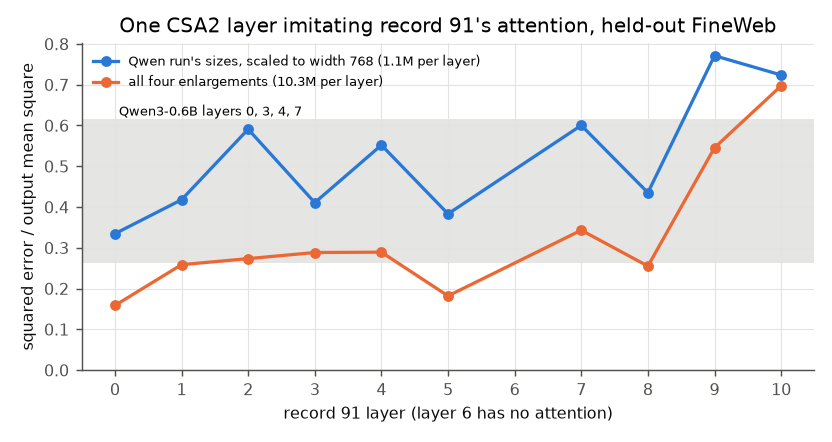 One CSA2 layer imitating record 91's attention, held-out FineWeb
Qwen run's sizes, scaled to width 768 (1.1M per layer)
all four enlargements (10.3M per layer)
Qwen3-0.6B layers 0, 3, 4, 7
squared error / output mean square
0.8
0.7
0.6
0.5
0.4
0.3
0.2
0.1
0.0
0 1 2 3 4 5 6 7 8 9 10
record 91 layer (layer 6 has no attention)